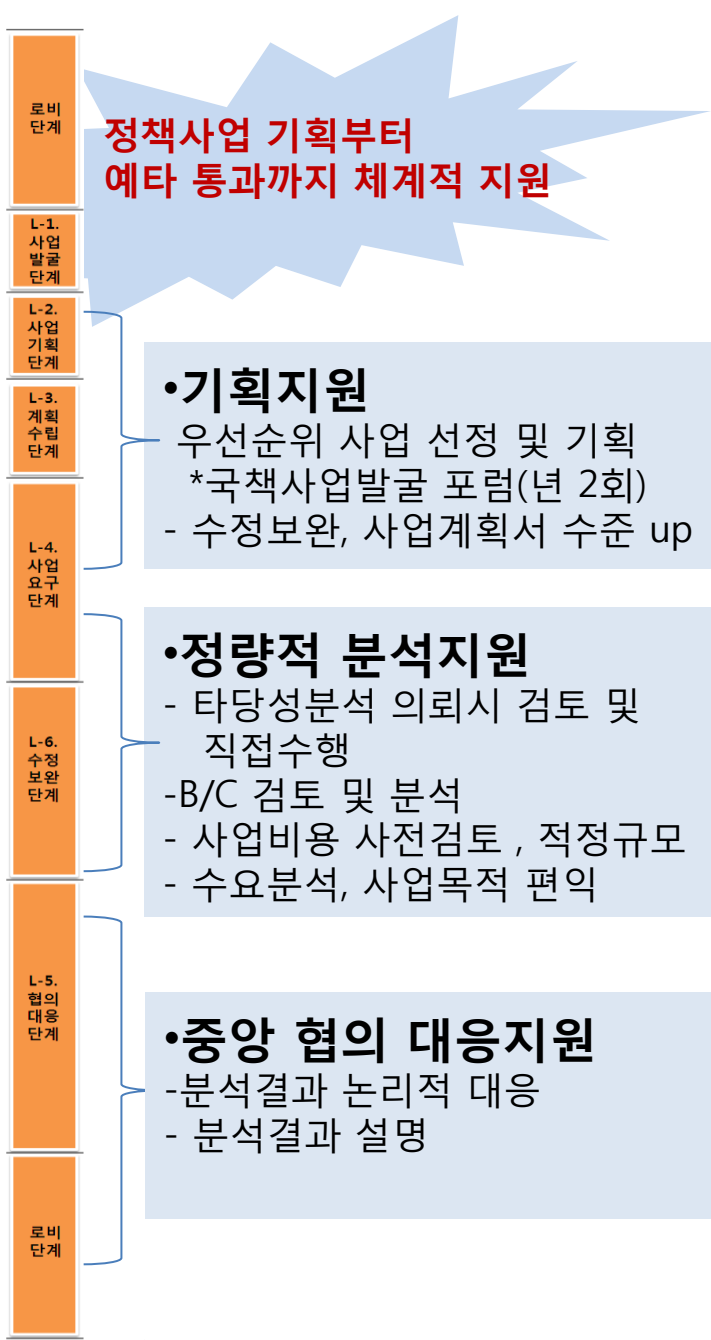 로비
단계
정책사업 기획부터
예타 통과까지 체계적 지원
L-1.
사업
발굴
단계
L-2.
사업
기획
단계
L-3.
계획
수립
단계
L-4.
사업
요구
단계
•기획지원
우선순위 사업 선정 및 기획
*국책사업발굴 포럼(년 2회)
- 수정보완, 사업계획서 수준 up
L-6.
수정
보완
단계
•정량적 분석지원
- 타당성분석 의뢰시 검토 및
직접수행
-B/C 검토 및 분석
- 사업비용 사전검토 , 적정규모
- 수요분석, 사업목적 편익
L-5.
협의
대응
단계
•중앙 협의 대응지원
-분석결과 논리적 대응
- 분석결과 설명
로비
단계